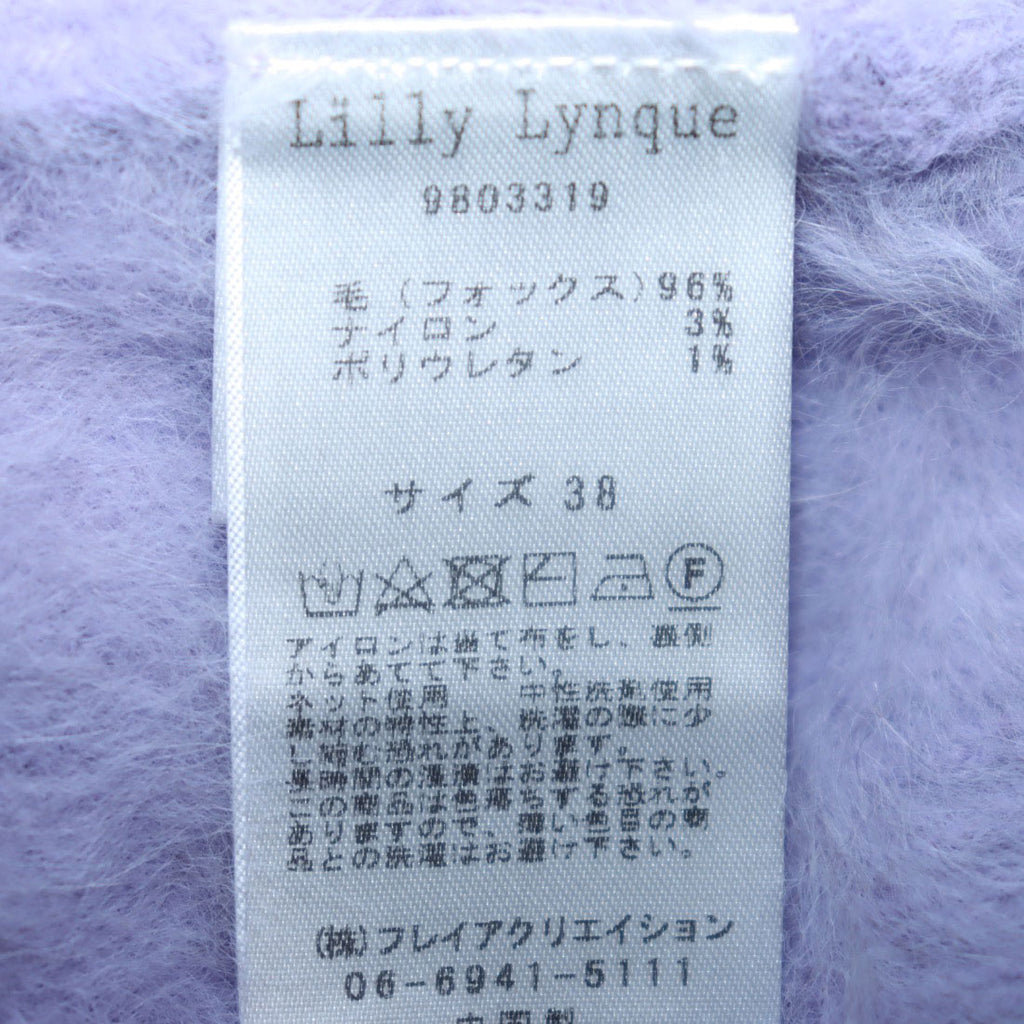 Lilly Lynque
9803319
毛（フォックス）96%
ナイロン 3%
ポリウレタン 1%
サイズ 38
F
アイロンは当て布をし、裏側
からあてて下さい。
ネット使用 中性洗剤使用
素材の特性上、洗濯の際に少
し縮む恐れがあります。
長時間の浸漬はお避け下さい。
この商品は色落ちする恐れが
ありますので、薄い色目の商
品との洗濯はお避け下さい。
(株)フレイアクリエイション
06-6941-5111
中国製